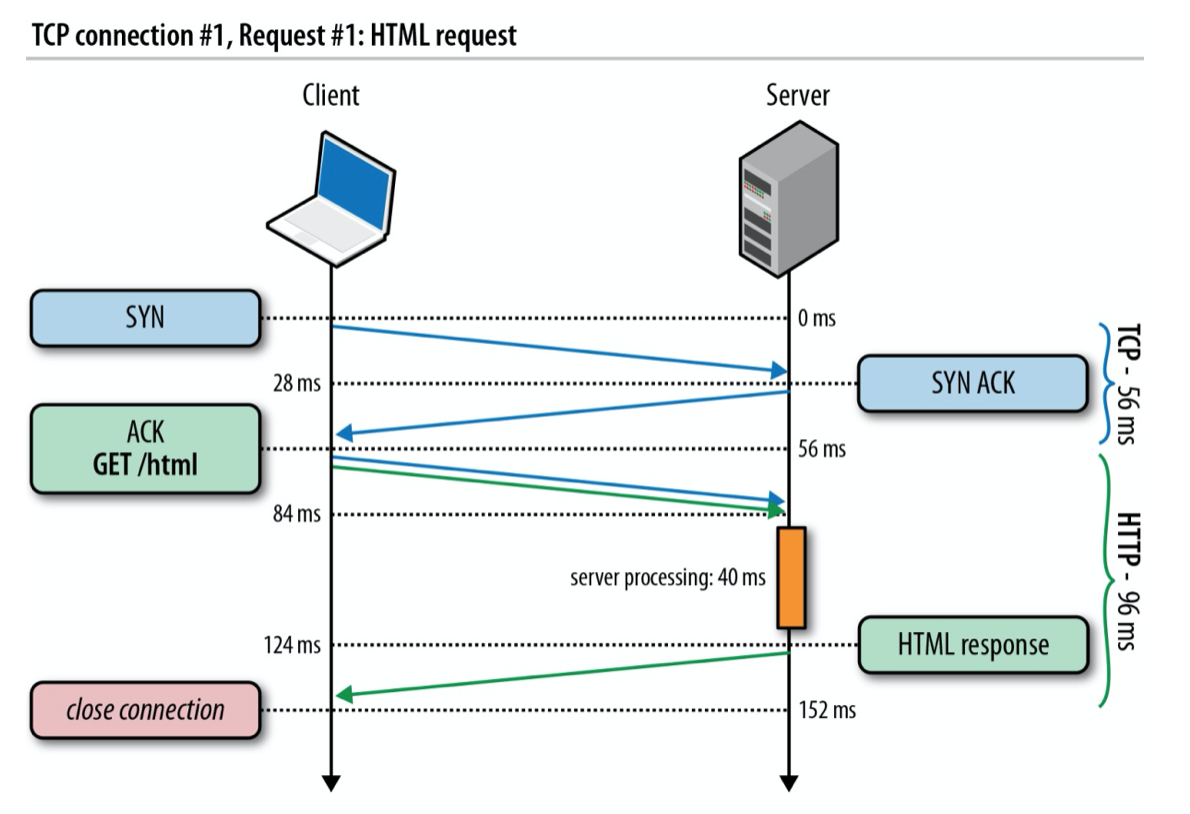 TCP connection #1, Request #1: HTML request
Client
Server
SYN
0 ms
28 ms
SYN ACK
TCP - 56 ms
ACK
GET /html
56 ms
84 ms
server processing: 40 ms
HTTP - 96 ms
124 ms
HTML response
close connection
152 ms